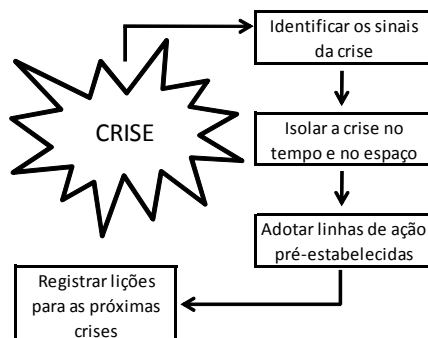 CRISE
Identificar os sinais
da crise
Isolar a crise no
tempo e no espaço
Adotar linhas de ação
pré-estabelecidas
Registrar lições
para as próximas
crises